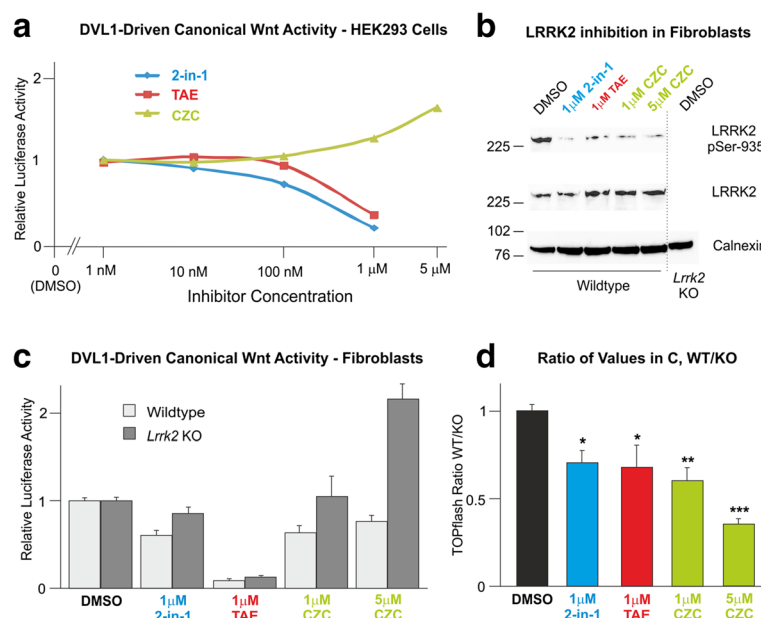 a
DVL1-Driven Canonical Wnt Activity - HEK293 Cells
Relative Luciferase Activity
2
1
0
2-in-1
TAE
CZC
0
(DMSO)
1 nM
10 nM
100 nM
1 µM
5 µM
Inhibitor Concentration
b
LRRK2 inhibition in Fibroblasts
DMSO
1µM 2-in-1
1µM TAE
1µM CZC
5µM CZC
DMSO
225
LRRK2
pSer-935
225
LRRK2
102
76
Calnexin
Wildtype
Lrrk2
KO
c
DVL1-Driven Canonical Wnt Activity - Fibroblasts
Relative Luciferase Activity
2
1
0
Wildtype
Lrrk2 KO
DMSO
1µM
2-in-1
1µM
TAE
1µM
CZC
5µM
CZC
d
Ratio of Values in C, WT/KO
TOPflash Ratio WT/KO
1
0.5
0
*
*
**
***
DMSO
1µM
2-in-1
1µM
TAE
1µM
CZC
5µM
CZC